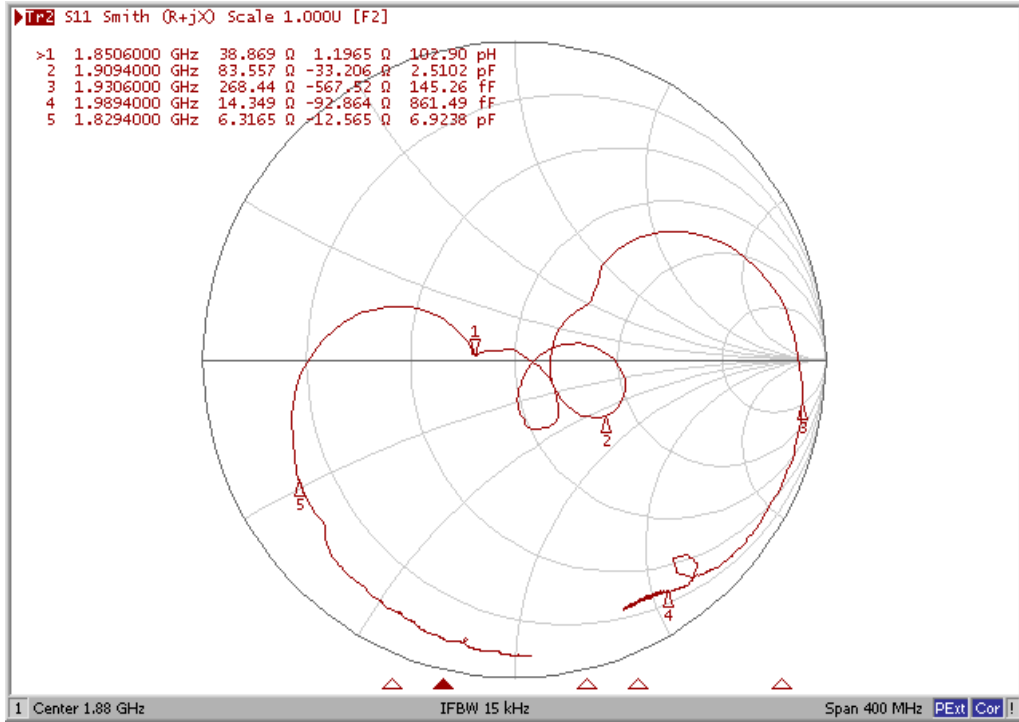 Tr2 S11 Smith (R+jX) Scale 1.000U [F2]
>1 1.8506000 GHz 38.869 Ω 1.1965 Ω 102.90 pH
2 1.9094000 GHz 83.557 Ω -33.206 Ω 2.5102 pF
3 1.9306000 GHz 268.44 Ω -567.52 Ω 145.26 fF
4 1.9894000 GHz 14.349 Ω -92.864 Ω 861.49 fF
5 1.8294000 GHz 6.3165 Ω -12.565 Ω 6.9238 pF
1
2
3
5
4
1 Center 1.88 GHz IFBW 15 kHz Span 400 MHz PExt Cor !